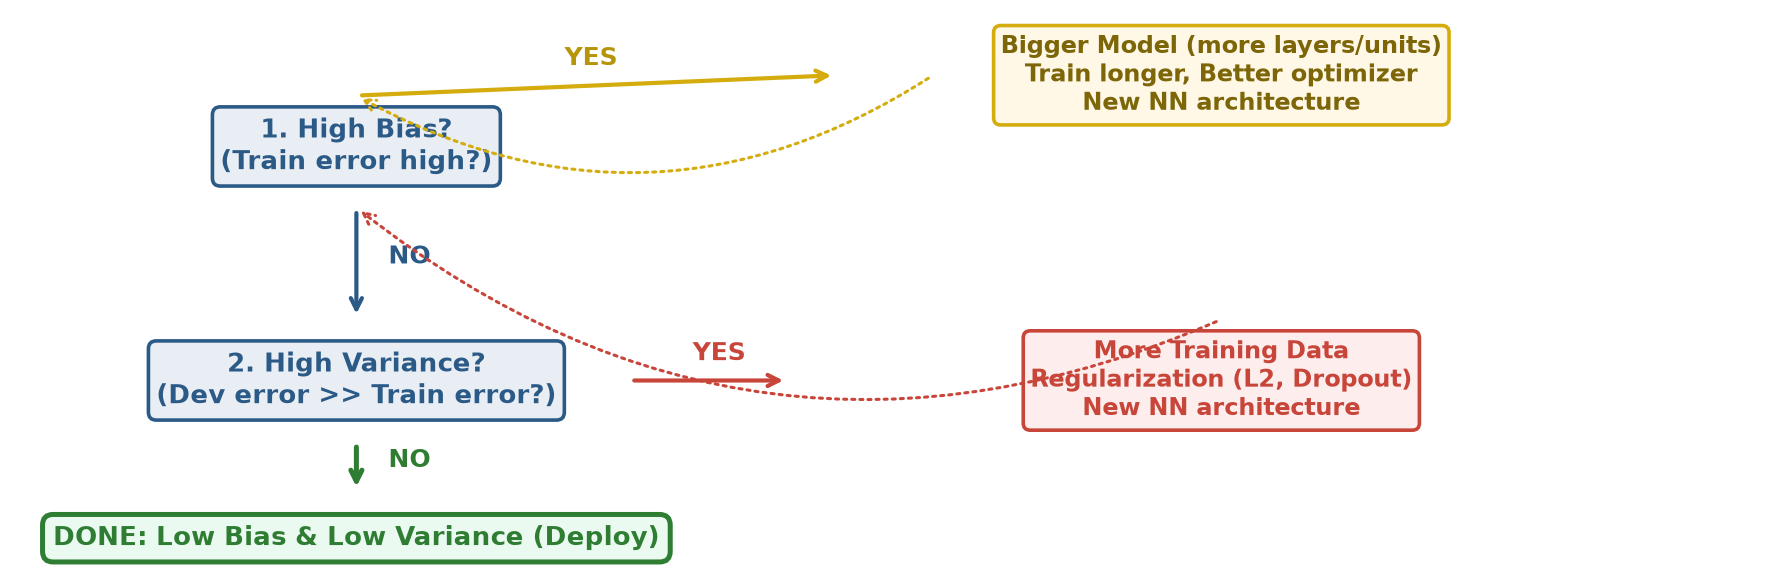 YES
Bigger Model (more layers/units)
Train longer, Better optimizer
New NN architecture
1. High Bias?
(Train error high?)
NO
2. High Variance?
(Dev error >> Train error?)
YES
More Training Data
Regularization (L2, Dropout)
New NN architecture
NO
DONE: Low Bias & Low Variance (Deploy)